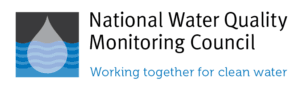 National Water Quality
Monitoring Council
Working together for clean water